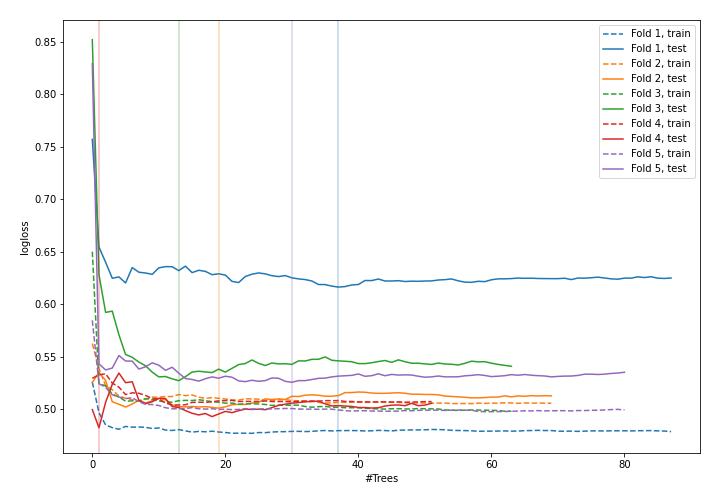 0.85
0.80
0.75
0.70
0.65
0.60
0.55
0.50
logloss
0
20
40
60
80
#Trees
Fold 1, train
Fold 1, test
Fold 2, train
Fold 2, test
Fold 3, train
Fold 3, test
Fold 4, train
Fold 4, test
Fold 5, train
Fold 5, test